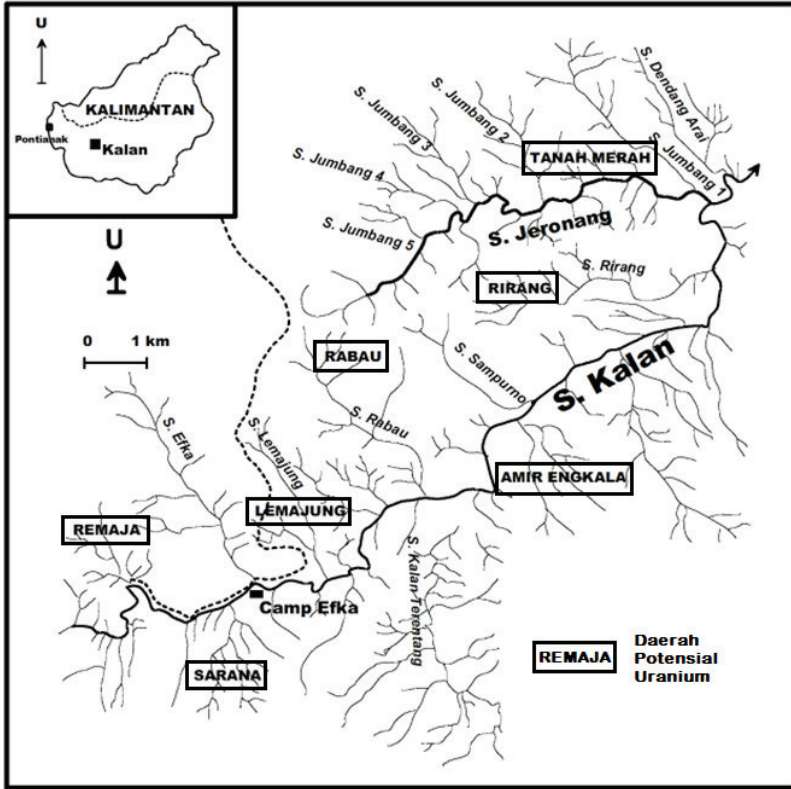 U
KALIMANTAN
Pontianak
Kalan
S. Dendang Arai
S. Jumbang 2
S. Jumbang 3
TANAH MERAH
S. Jumbang 4
S. Jumbang 1
S. Jumbang 5
S. Jeronang
U
S. Rirang
RIRANG
0 1 km
RABAU
S. Sampurno
S. Kalan
S. Efka
S. Rabau
S. Lemajung
AMIR ENGKALA
LEMAJUNG
REMAJA
S. Kalan Terentang
Camp Efka
SARANA
REMAJA
Daerah
Potensial
Uranium